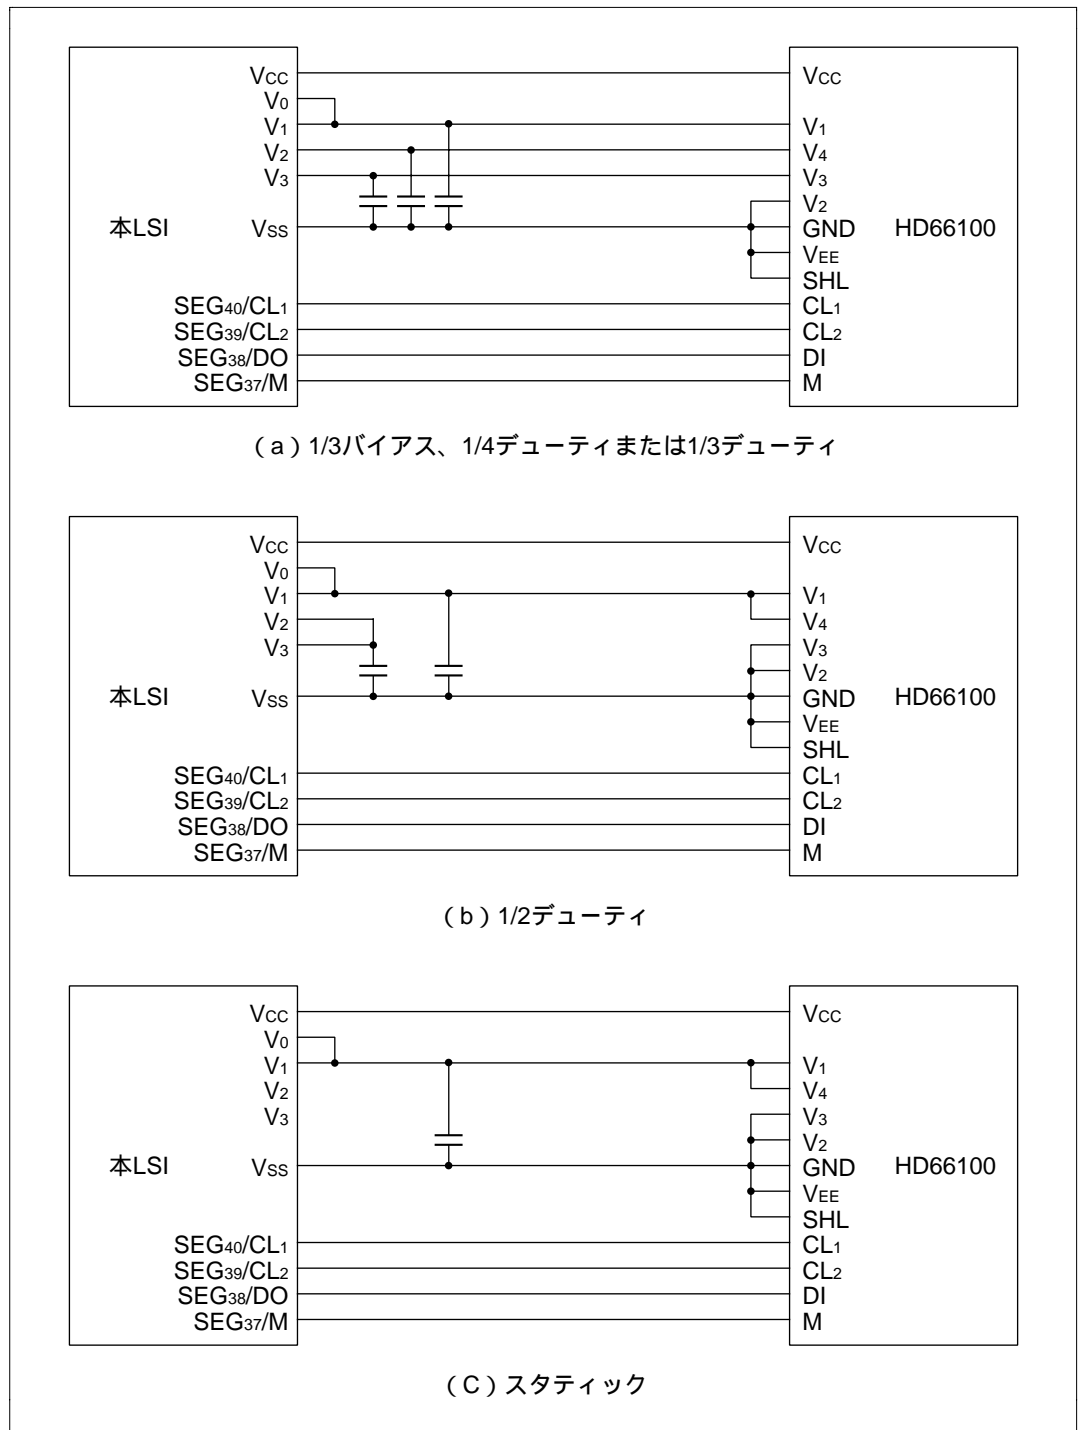 VCC VCC
V0
V1 V1
V2 V4
V3 V3
V2
本LSI VSS GND HD66100
VEE
SHL
SEG40/CL1 CL1
SEG39/CL2 CL2
SEG38/DO DI
SEG37/M M
（a）1/3バイアス、1/4デューティまたは1/3デューティ
VCC VCC
V0
V1 V1
V2 V4
V3 V3
V2
本LSI VSS GND HD66100
VEE
SHL
SEG40/CL1 CL1
SEG39/CL2 CL2
SEG38/DO DI
SEG37/M M
（b）1/2デューティ
VCC VCC
V0
V1 V1
V2 V4
V3 V3
V2
本LSI VSS GND HD66100
VEE
SHL
SEG40/CL1 CL1
SEG39/CL2 CL2
SEG38/DO DI
SEG37/M M
（C）スタティック